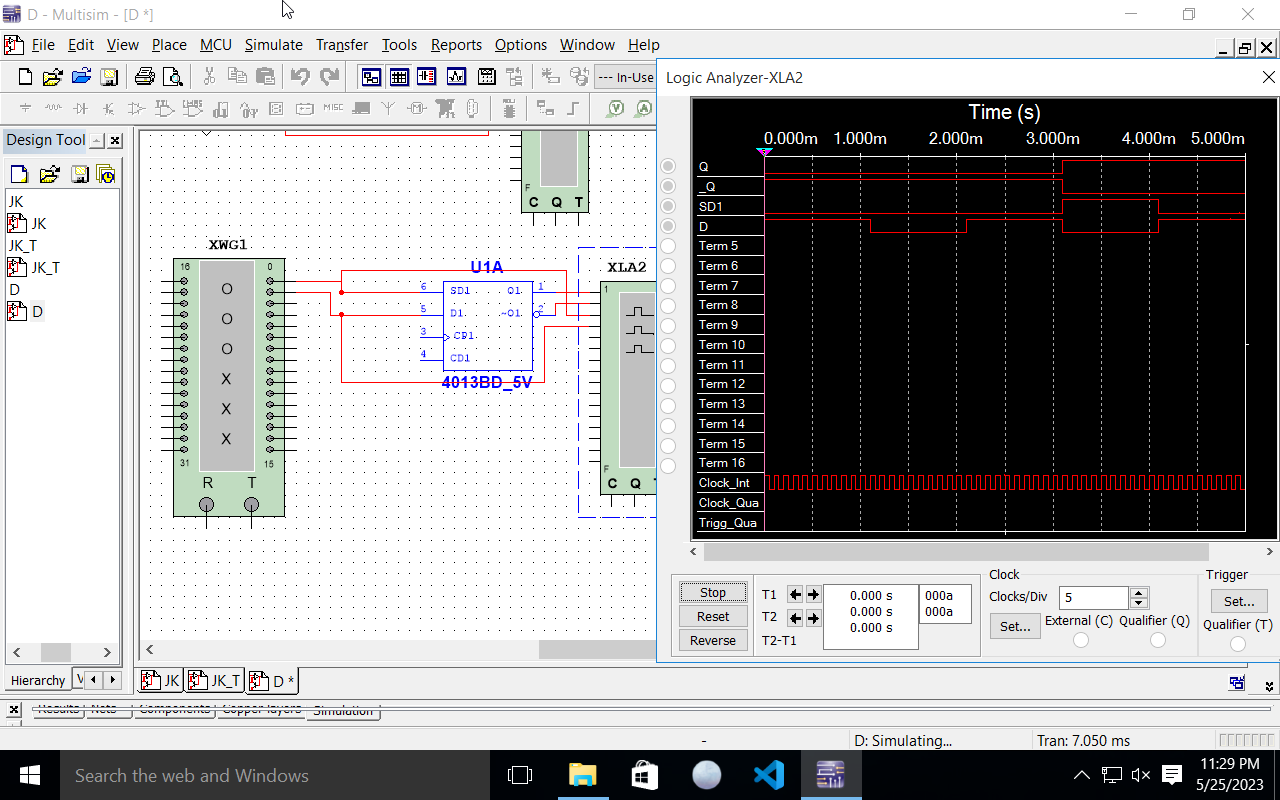 D - Multisim - [D *]
File Edit View Place MCU Simulate Transfer Tools Reports Options Window Help
--- In-Use
MISC
V A
Design Tool
JK
JK
JK_T
JK_T
D
D
Hierarchy V
XWG1
16 0
O
O
O
X
X
X
31 15
R T
F
C Q T
U1A
6 SD1 Q1 1
5 D1 ~Q1 2
3 CP1
4 CD1
4013BD_5V
XLA2
1
F
C Q T
Logic Analyzer-XLA2
Time (s)
0.000m 1.000m 2.000m 3.000m 4.000m 5.000m
Q
_Q
SD1
D
Term 5
Term 6
Term 7
Term 8
Term 9
Term 10
Term 11
Term 12
Term 13
Term 14
Term 15
Term 16
Clock_Int
Clock_Qua
Trigg_Qua
Stop
Reset
Reverse
T1
T2
T2-T1
0.000 s
0.000 s
0.000 s
000a
000a
Clock
Clocks/Div 5
Set... External (C) Qualifier (Q)
Trigger
Set...
Qualifier (T)
JK JK_T D *
Results Nets Components Copper layers Simulation
- D: Simulating... Tran: 7.050 ms
Search the web and Windows
11:29 PM
5/25/2023